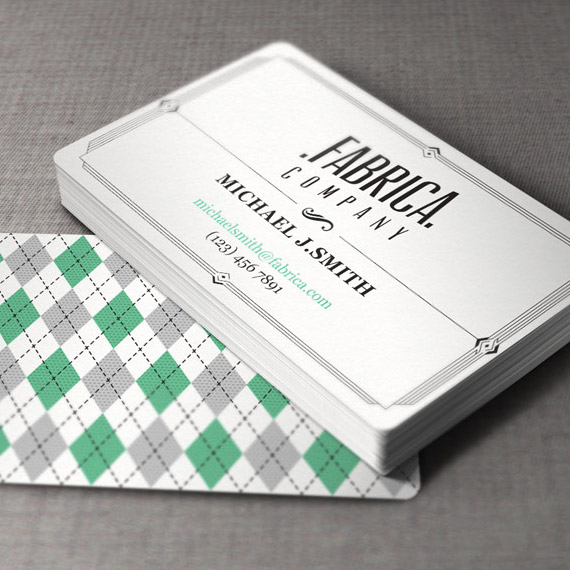 .FABRICA.
COMPANY
MICHAEL J.SMITH
michaelsmith@fabrica.com
(123) 456 7891